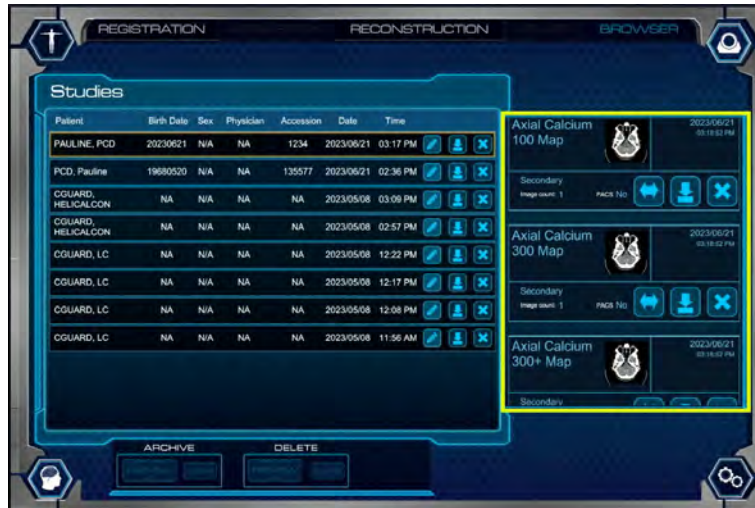 REGISTRATION RECONSTRUCTION BROWSER
Studies
Patient Birth Date Sex Physician Accession Date Time
PAULINE, PCD 20230621 N/A NA 1234 2023/06/21 03:17 PM
PCD, Pauline 19680520 N/A NA 135577 2023/06/21 02:36 PM
CGUARD, HELICALCON NA N/A NA NA 2023/05/08 03:09 PM
CGUARD, HELICALCON NA N/A NA NA 2023/05/08 02:57 PM
CGUARD, LC NA N/A NA NA 2023/05/08 12:22 PM
CGUARD, LC NA N/A NA NA 2023/05/08 12:17 PM
CGUARD, LC NA N/A NA NA 2023/05/08 12:08 PM
CGUARD, LC NA N/A NA NA 2023/05/08 11:56 AM
Axial Calcium 2023/06/21
100 Map
Secondary
Image count: 1 PACS No
Axial Calcium 2023/06/21
300 Map
Secondary
Image count: 1 PACS No
Axial Calcium 2023/06/21
300+ Map
Secondary
ARCHIVE DELETE